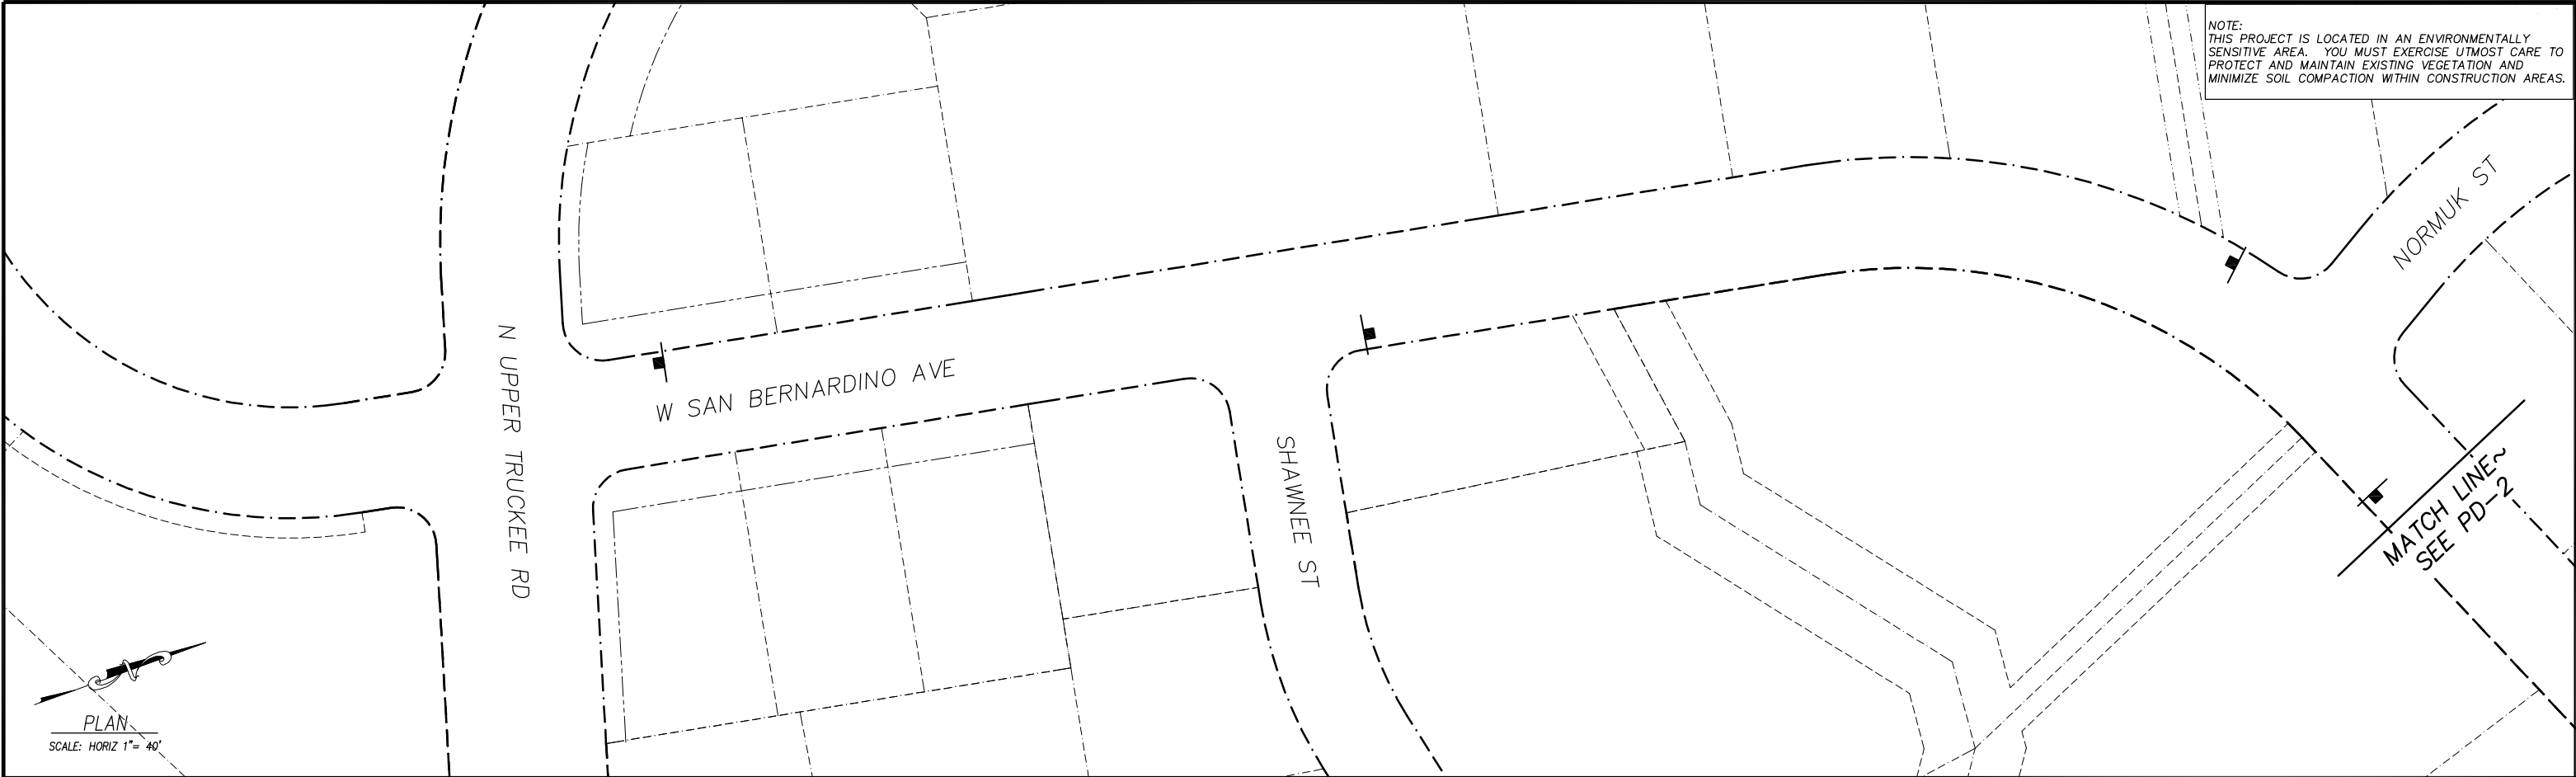 NOTE:
THIS PROJECT IS LOCATED IN AN ENVIRONMENTALLY
SENSITIVE AREA. YOU MUST EXERCISE UTMOST CARE TO
PROTECT AND MAINTAIN EXISTING VEGETATION AND
MINIMIZE SOIL COMPACTION WITHIN CONSTRUCTION AREAS.
NORMUK ST
N UPPER TRUCKEE RD
W SAN BERNARDINO AVE
SHAWNEE ST
MATCH LINE~
SEE PD-2
N
PLAN
SCALE: HORIZ 1"= 40'